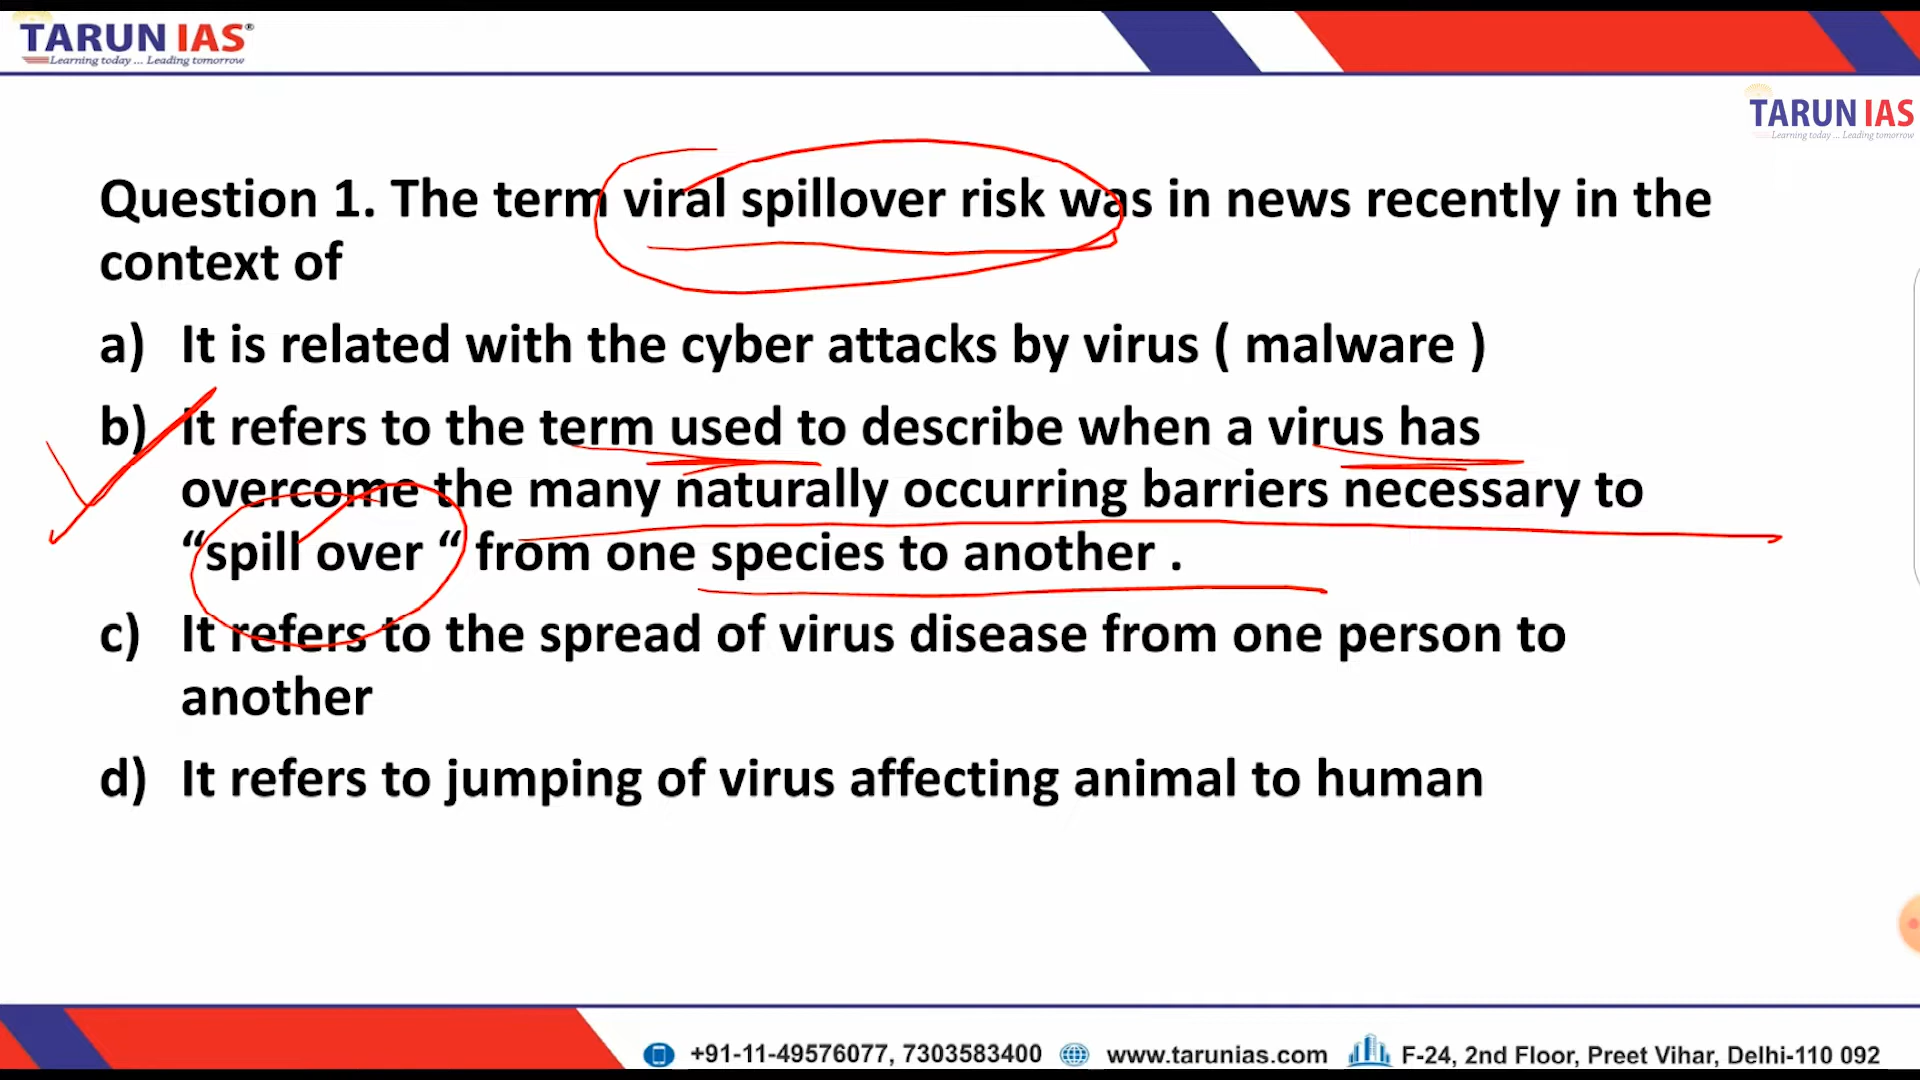 TARUN IAS®
Learning today ... Leading tomorrow
TARUN IAS
Learning today ... Leading tomorrow
Question 1. The term viral spillover risk was in news recently in the
context of
a) It is related with the cyber attacks by virus ( malware )
b) It refers to the term used to describe when a virus has
overcome the many naturally occurring barriers necessary to
“spill over “ from one species to another .
c) It refers to the spread of virus disease from one person to
another
d) It refers to jumping of virus affecting animal to human
+91-11-49576077, 7303583400 www.tarunias.com F-24, 2nd Floor, Preet Vihar, Delhi-110 092